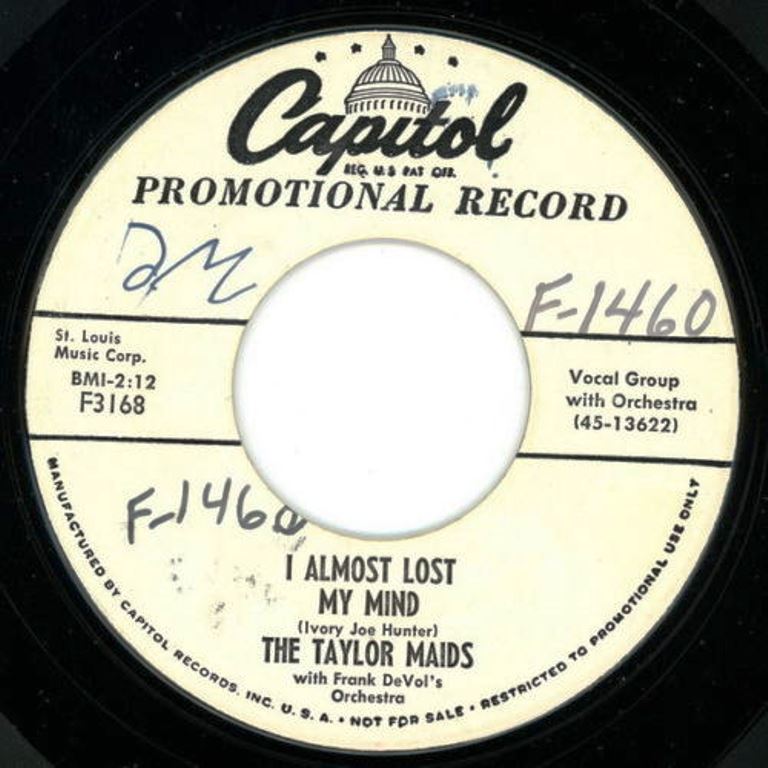 Capitol
REG. U.S. PAT. OFF.
PROMOTIONAL RECORD
F-1460
St. Louis
Music Corp.
BMI-2:12
F3168
Vocal Group
with Orchestra
(45-13622)
F-1460
I ALMOST LOST
MY MIND
(Ivory Joe Hunter)
THE TAYLOR MAIDS
with Frank DeVol's
Orchestra
MANUFACTURED BY CAPITOL RECORDS, INC. U.S.A. • NOT FOR SALE • RESTRICTED TO PROMOTIONAL USE ONLY